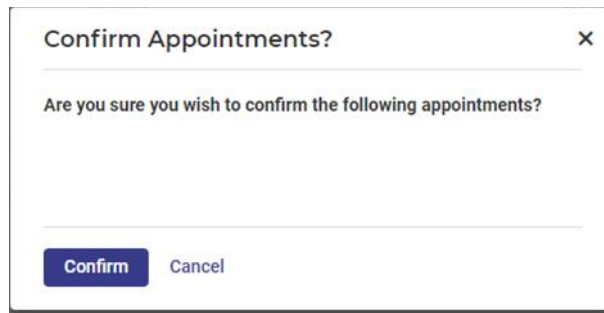 Confirm Appointments?
Are you sure you wish to confirm the following appointments?
Confirm Cancel